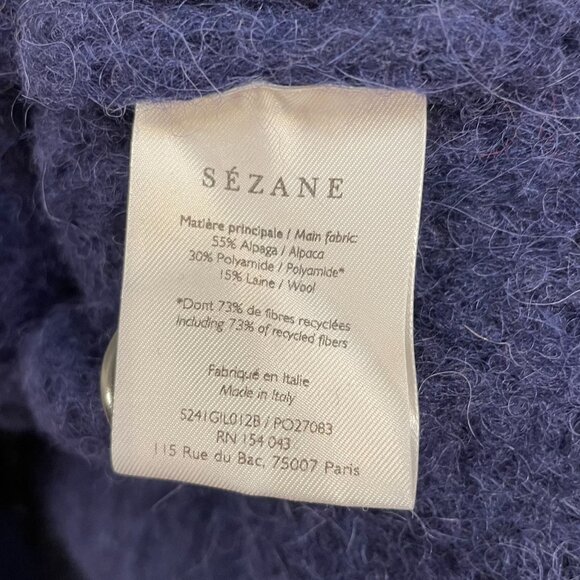 SÉZANE
Matière principale / Main fabric:
55% Alpaga / Alpaca
30% Polyamide / Polyamide*
15% Laine / Wool
*Dont 73% de fibres recyclées
Including 73% of recycled fibers
Fabriqué en Italie
Made in Italy
S241GIL012B / PO27083
RN 154 043
115 Rue du Bac, 75007 Paris